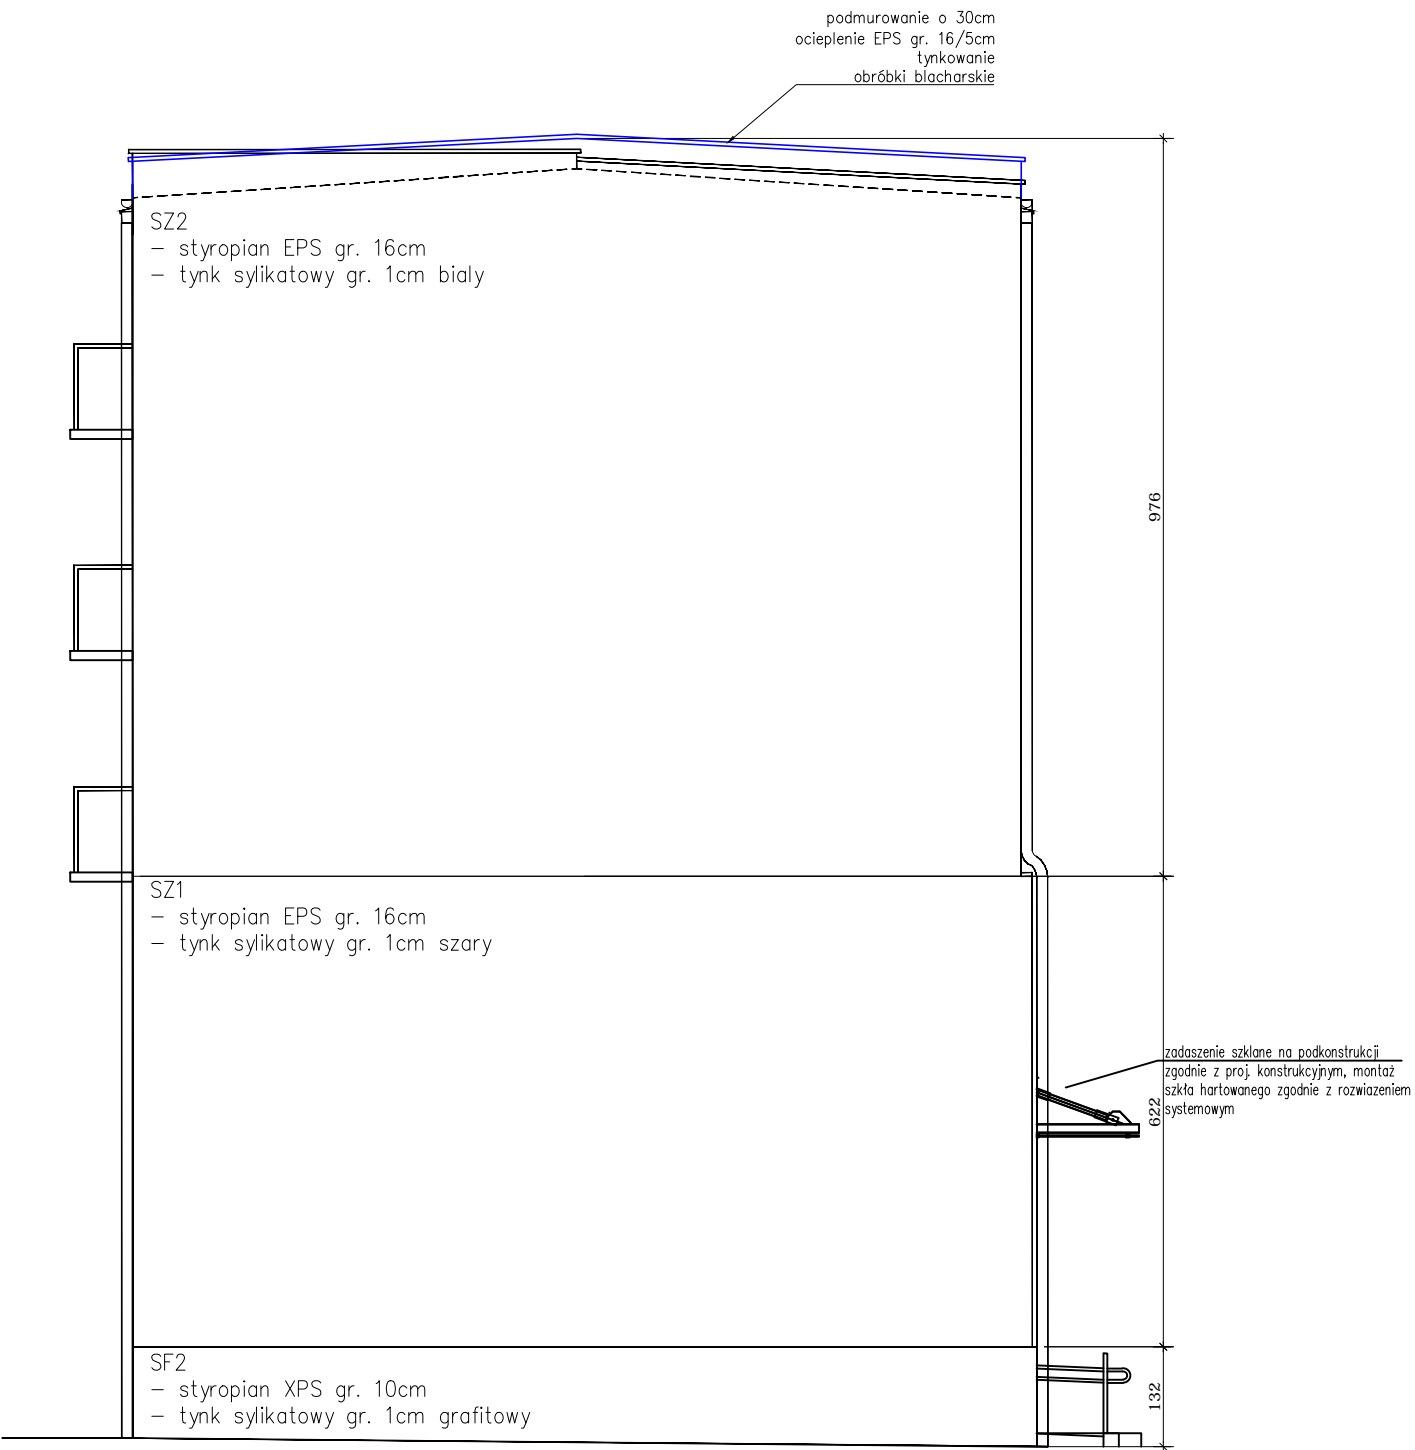 podmurowanie o 30cm
ocieplenie EPS gr. 16/5cm
tynkowanie
obróbki blacharskie
SZ2
- styropian EPS gr. 16cm
- tynk sylikatowy gr. 1cm bialy
976
SZ1
- styropian EPS gr. 16cm
- tynk sylikatowy gr. 1cm szary
zadaszenie szklane na podkonstrukcji
zgodnie z proj. konstrukcyjnym, montaż
szkła hartowanego zgodnie z rozwiazeniem
systemowym
622
SF2
- styropian XPS gr. 10cm
- tynk sylikatowy gr. 1cm grafitowy
132